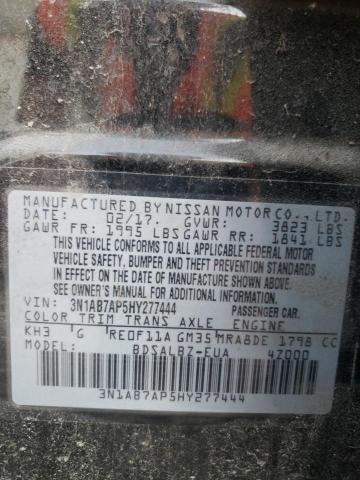 MANUFACTURED BY NISSAN MOTOR CO., LTD.
DATE: 02/17. GVWR: 3823 LBS
GAWR FR: 1995 LBS GAWR RR: 1841 LBS
THIS VEHICLE CONFORMS TO ALL APPLICABLE FEDERAL MOTOR
VEHICLE SAFETY, BUMPER AND THEFT PREVENTION STANDARDS
IN EFFECT ON THE DATE OF MANUFACTURE SHOWN ABOVE.
SEE OWNER'S MANUAL FOR ADDITIONAL INFO.
VIN: 3N1AB7AP5HY277444 PASSENGER CAR.
COLOR TRIM TRANS AXLE ENGINE
KH3 G RE0F11A GM35 MRA8DE 1798 CC
MODEL BDSALBZ-EUA 4Z000
3N1AB7AP5HY277444